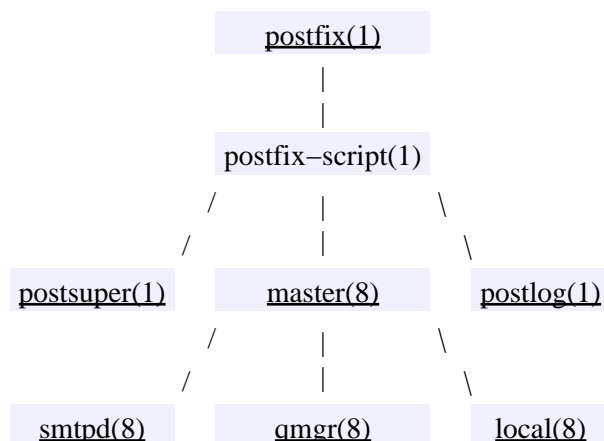 postfix(1)
postfix−script(1)
postsuper(1) master(8) postlog(1)
smtpd(8) qmgr(8) local(8)